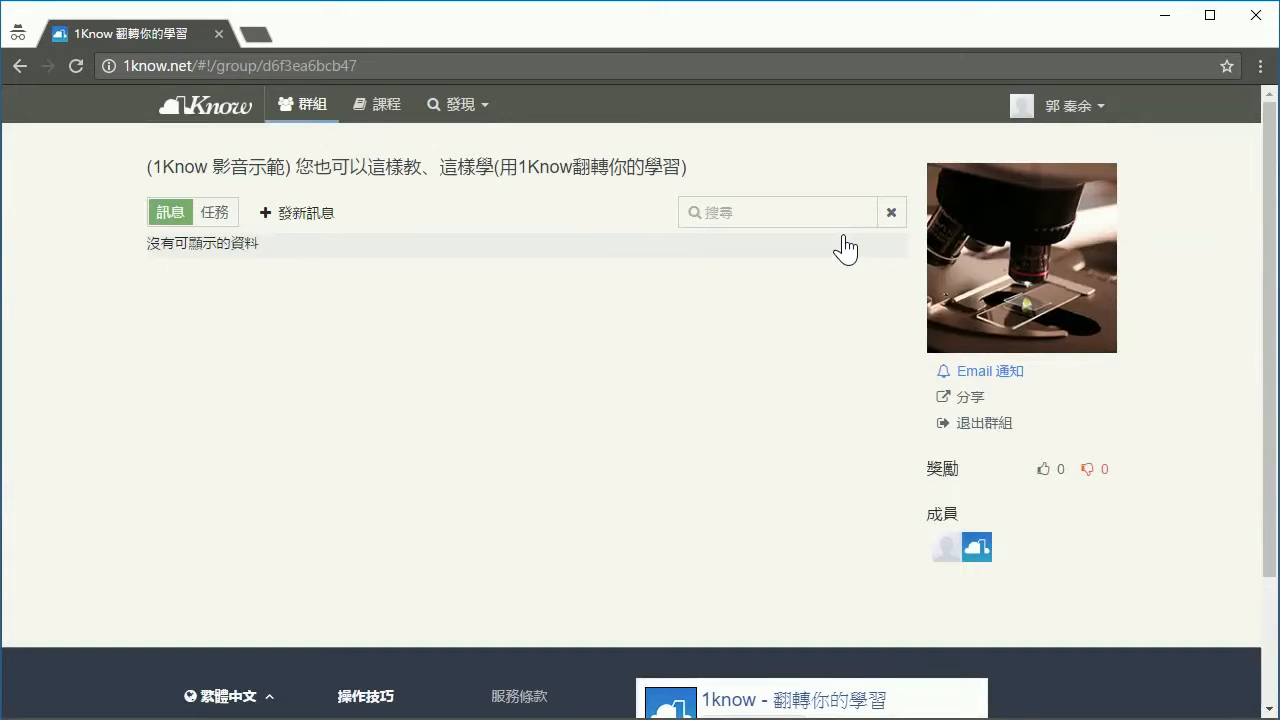 1Know 翻轉你的學習
1know.net/#!/group/d6f3ea6bcb47
1Know 群組 課程 發現 郭 秦余
(1Know 影音示範) 您也可以這樣教、這樣學(用1Know翻轉你的學習)
訊息 任務 發新訊息 搜尋
沒有可顯示的資料
Email 通知
分享
退出群組
獎勵 0 0
成員
繁體中文 操作技巧 服務條款
1know - 翻轉你的學習